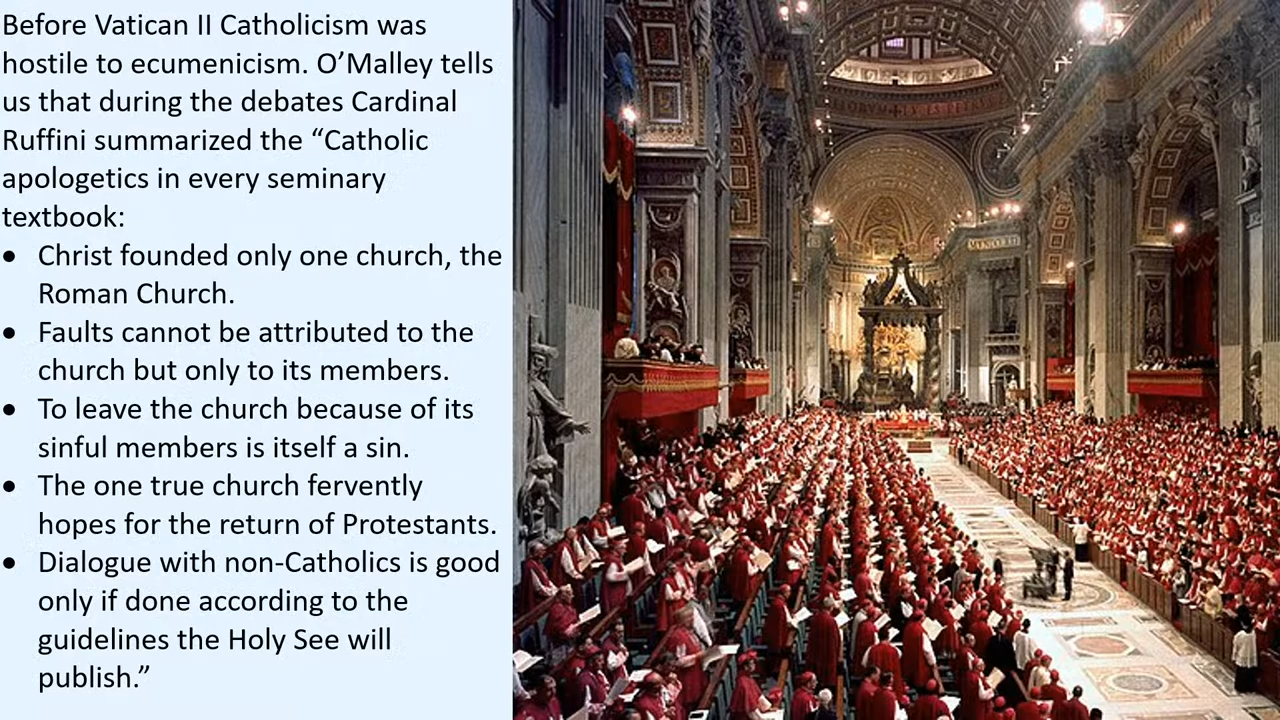 Before Vatican II Catholicism was
hostile to ecumenicism. O’Malley tells
us that during the debates Cardinal
Ruffini summarized the “Catholic
apologetics in every seminary
textbook:
• Christ founded only one church, the
Roman Church.
• Faults cannot be attributed to the
church but only to its members.
• To leave the church because of its
sinful members is itself a sin.
• The one true church fervently
hopes for the return of Protestants.
• Dialogue with non-Catholics is good
only if done according to the
guidelines the Holy See will
publish.”